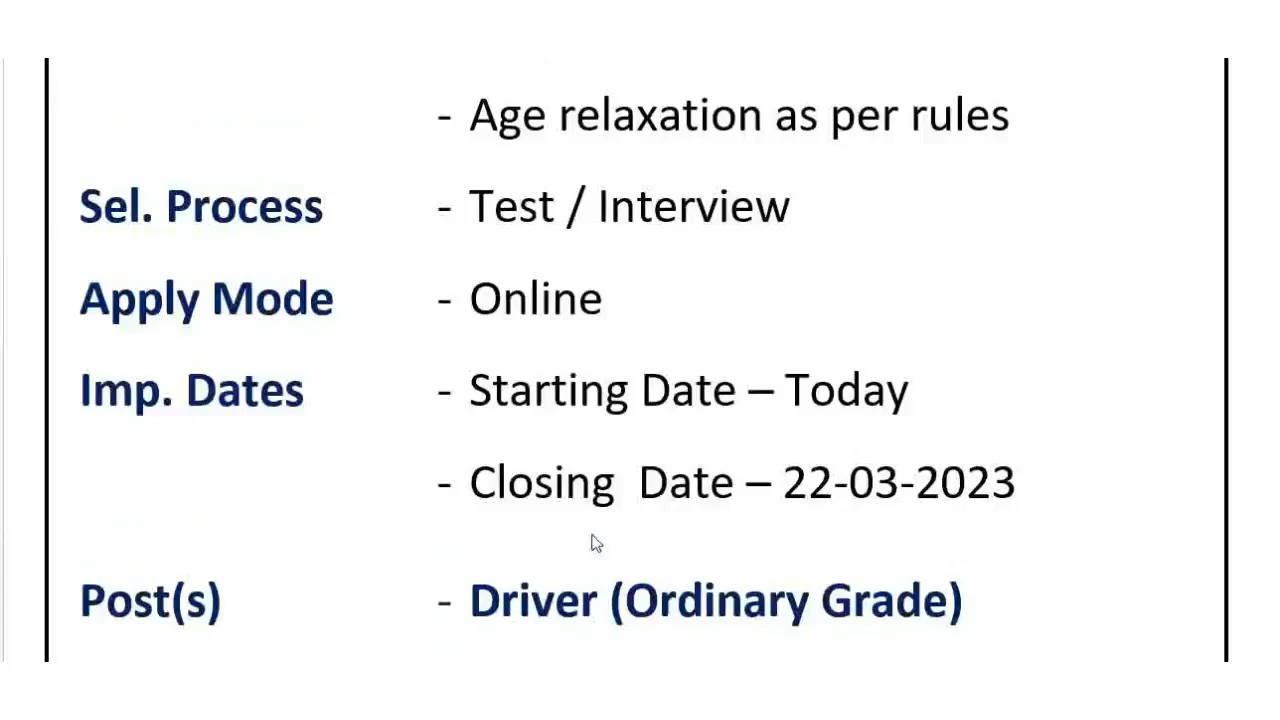 - Age relaxation as per rules
Sel. Process - Test / Interview
Apply Mode - Online
Imp. Dates - Starting Date – Today
- Closing Date – 22-03-2023
Post(s) - Driver (Ordinary Grade)